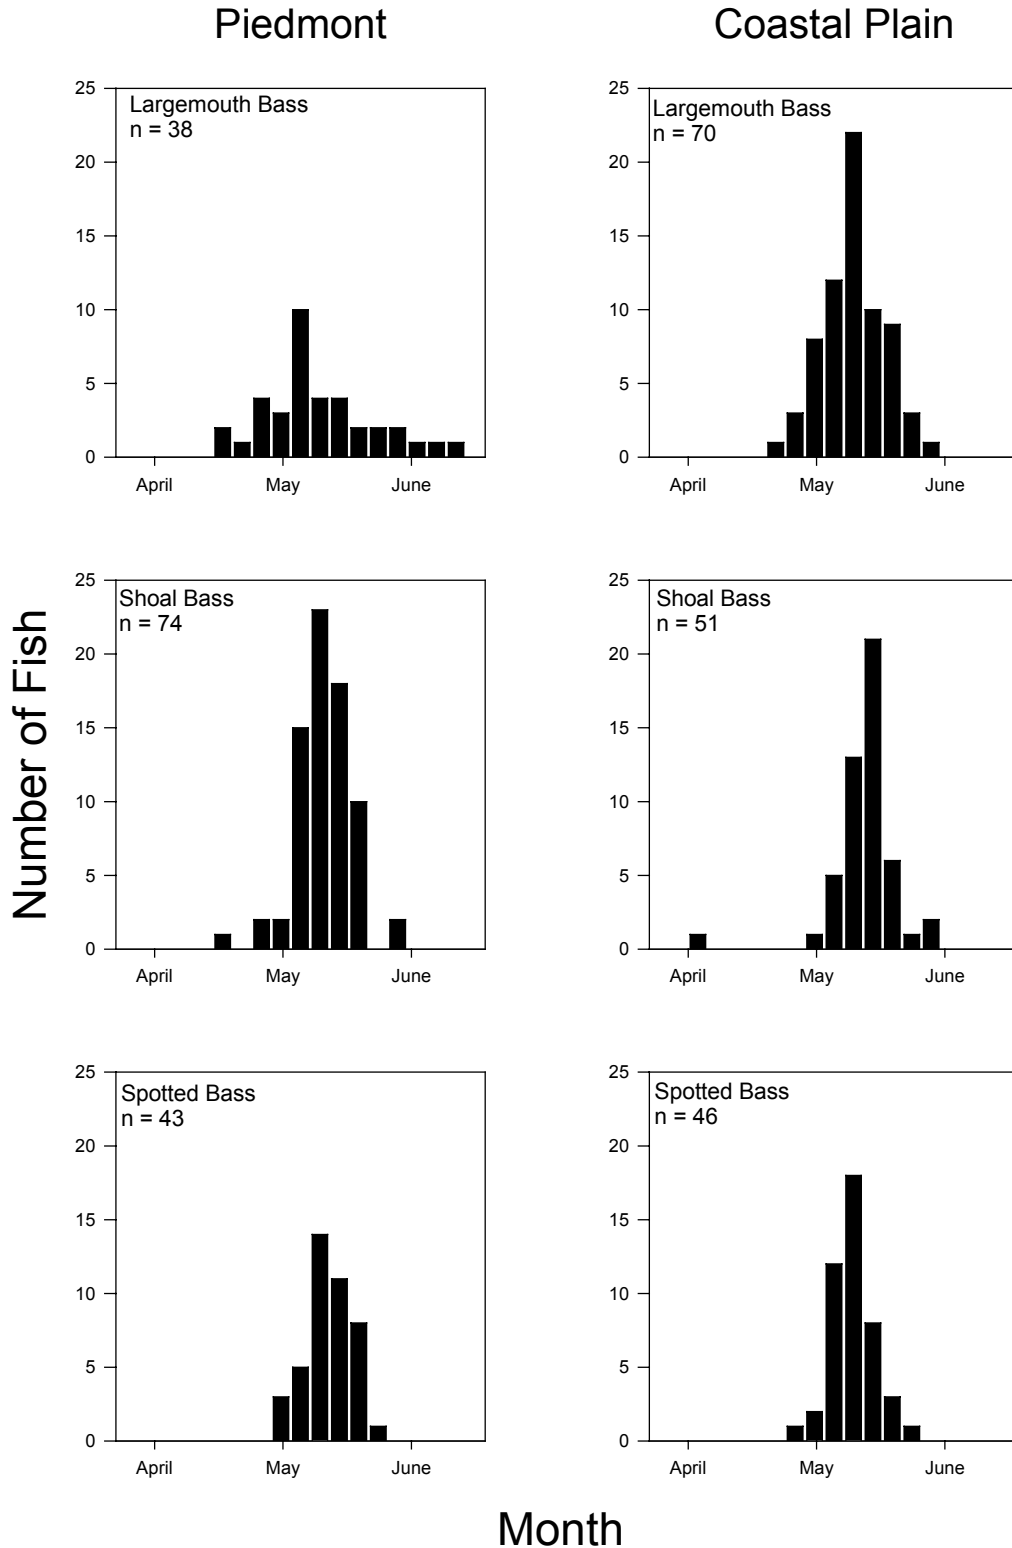 Piedmont
Coastal Plain
Largemouth Bass
n = 38
25
20
15
10
5
0
April May June
Largemouth Bass
n = 70
25
20
15
10
5
0
April May June
Number of Fish
Shoal Bass
n = 74
25
20
15
10
5
0
April May June
Shoal Bass
n = 51
25
20
15
10
5
0
April May June
Spotted Bass
n = 43
25
20
15
10
5
0
April May June
Spotted Bass
n = 46
25
20
15
10
5
0
April May June
Month